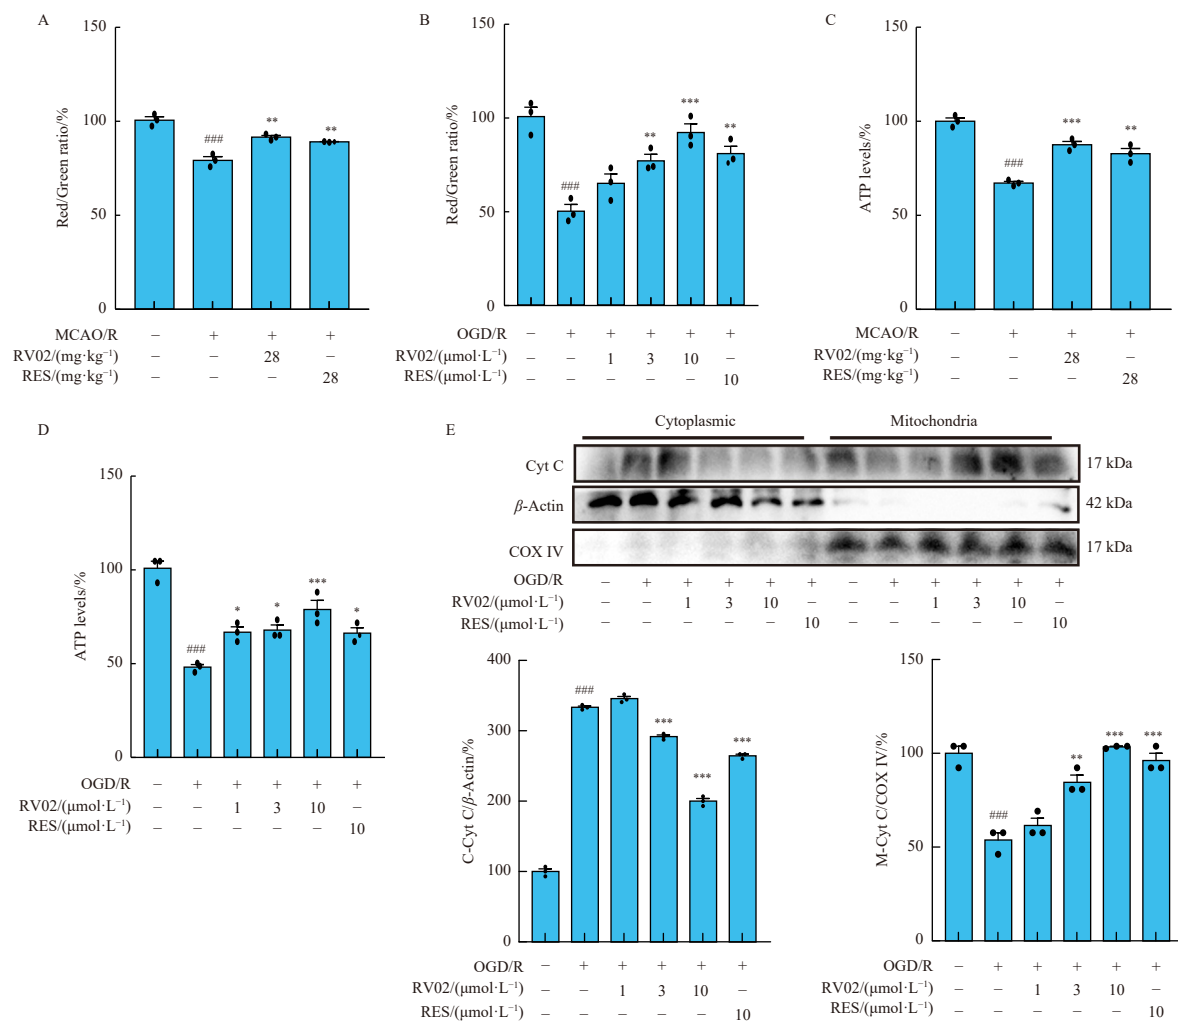 A
150
100
50
0
Red/Green ratio/%
###
**
**
MCAO/R − + + +
RV02/(mg·kg⁻¹) − − 28 −
RES/(mg·kg⁻¹) − − − 28
B
150
100
50
0
Red/Green ratio/%
###
**
***
**
OGD/R − + + + + +
RV02/(μmol·L⁻¹) − − 1 3 10 −
RES/(μmol·L⁻¹) − − − − − 10
C
150
100
50
0
ATP levels/%
###
***
**
MCAO/R − + + +
RV02/(mg·kg⁻¹) − − 28 −
RES/(mg·kg⁻¹) − − − 28
D
150
100
50
0
ATP levels/%
###
*
*
***
*
OGD/R − + + + + +
RV02/(μmol·L⁻¹) − − 1 3 10 −
RES/(μmol·L⁻¹) − − − − − 10
E
Cytoplasmic Mitochondria
Cyt C 17 kDa
β-Actin 42 kDa
COX IV 17 kDa
OGD/R − + + + + + − + + + + +
RV02/(μmol·L⁻¹) − − 1 3 10 − − − 1 3 10 −
RES/(μmol·L⁻¹) − − − − − 10 − − − − − 10
400
300
200
100
0
C-Cyt C/β-Actin/%
###
***
***
***
OGD/R − + + + + +
RV02/(μmol·L⁻¹) − − 1 3 10 −
RES/(μmol·L⁻¹) − − − − − 10
150
100
50
0
M-Cyt C/COX IV/%
###
**
***
***
OGD/R − + + + + +
RV02/(μmol·L⁻¹) − − 1 3 10 −
RES/(μmol·L⁻¹) − − − − − 10